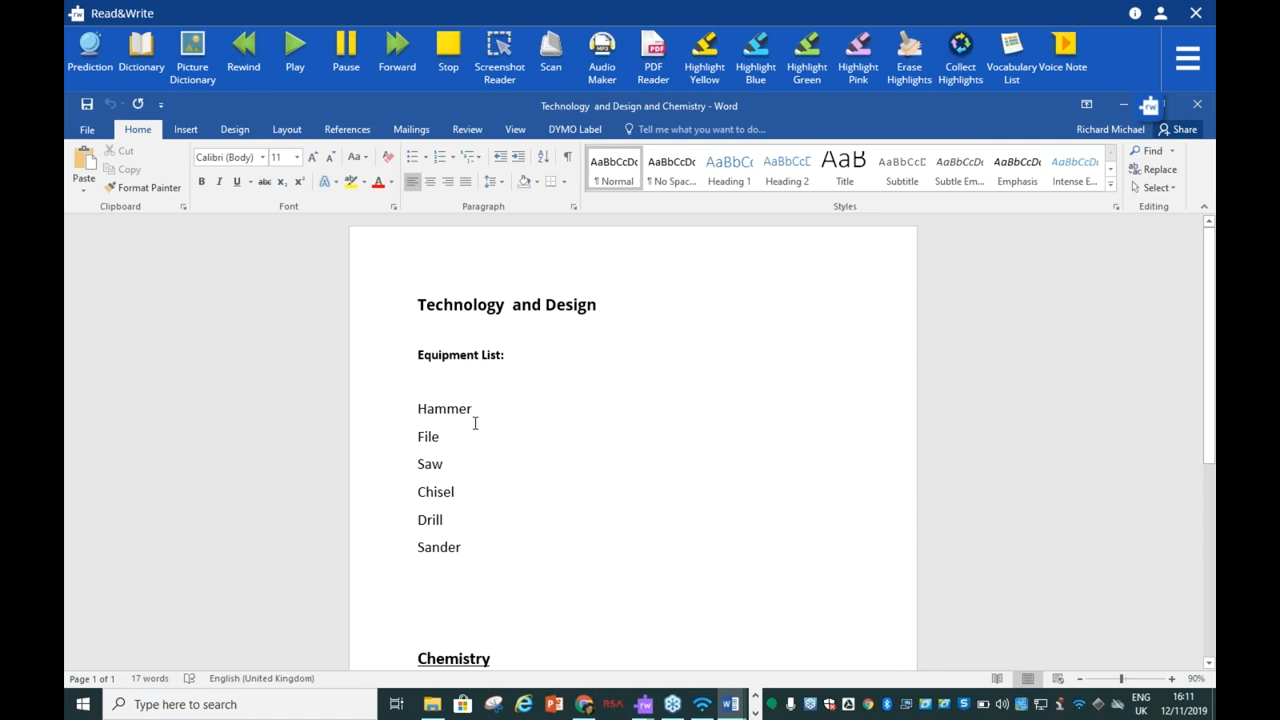 Read&Write
Prediction Dictionary Picture Dictionary Rewind Play Pause Forward Stop Screenshot Reader Scan Audio Maker PDF Reader Highlight Yellow Highlight Blue Highlight Green Highlight Pink Erase Highlights Collect Highlights Vocabulary List Voice Note
Technology and Design and Chemistry - Word
File Home Insert Design Layout References Mailings Review View DYMO Label Tell me what you want to do... Richard Michael Share
Paste Cut Copy Format Painter
Calibri (Body) 11
AaBbCcDc ¶ Normal AaBbCcDc ¶ No Spac... AaBbCc Heading 1 AaBbCcD Heading 2 AaB Title AaBbCcD Subtitle AaBbCcDc Subtle Em... AaBbCcDc Emphasis AaBbCcDc Intense E...
Find
Replace
Select
Clipboard Font Paragraph Styles Editing
Technology and Design
Equipment List:
Hammer
File
Saw
Chisel
Drill
Sander
Chemistry
Page 1 of 1 17 words English (United Kingdom) 90%
Type here to search ENG UK 16:11 12/11/2019